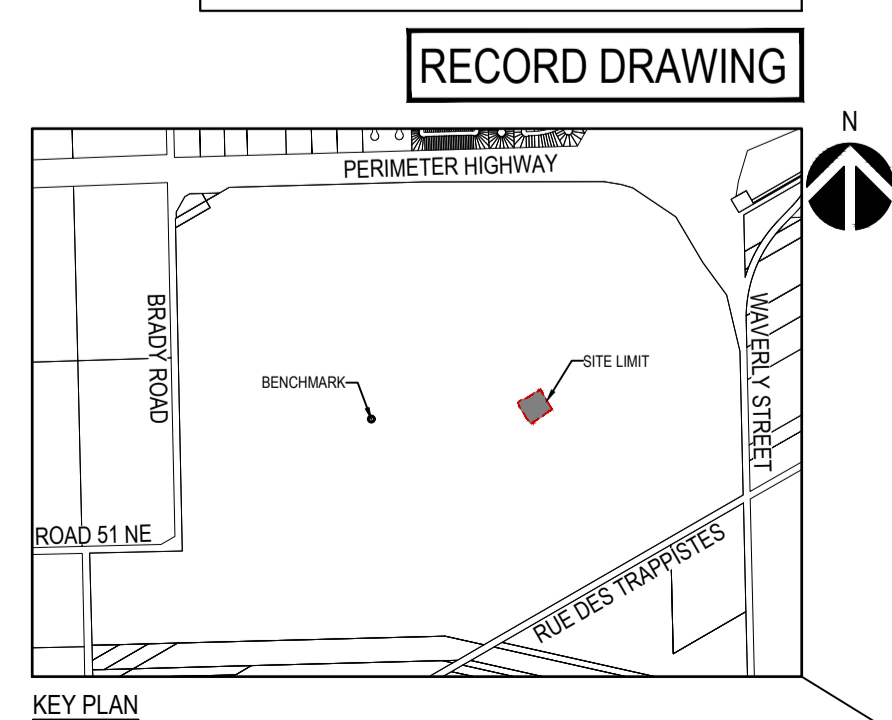 RECORD DRAWING
N
PERIMETER HIGHWAY
BRADY ROAD
WAVERLY STREET
SITE LIMIT
BENCHMARK
ROAD 51 NE
RUE DES TRAPPISTES
KEY PLAN